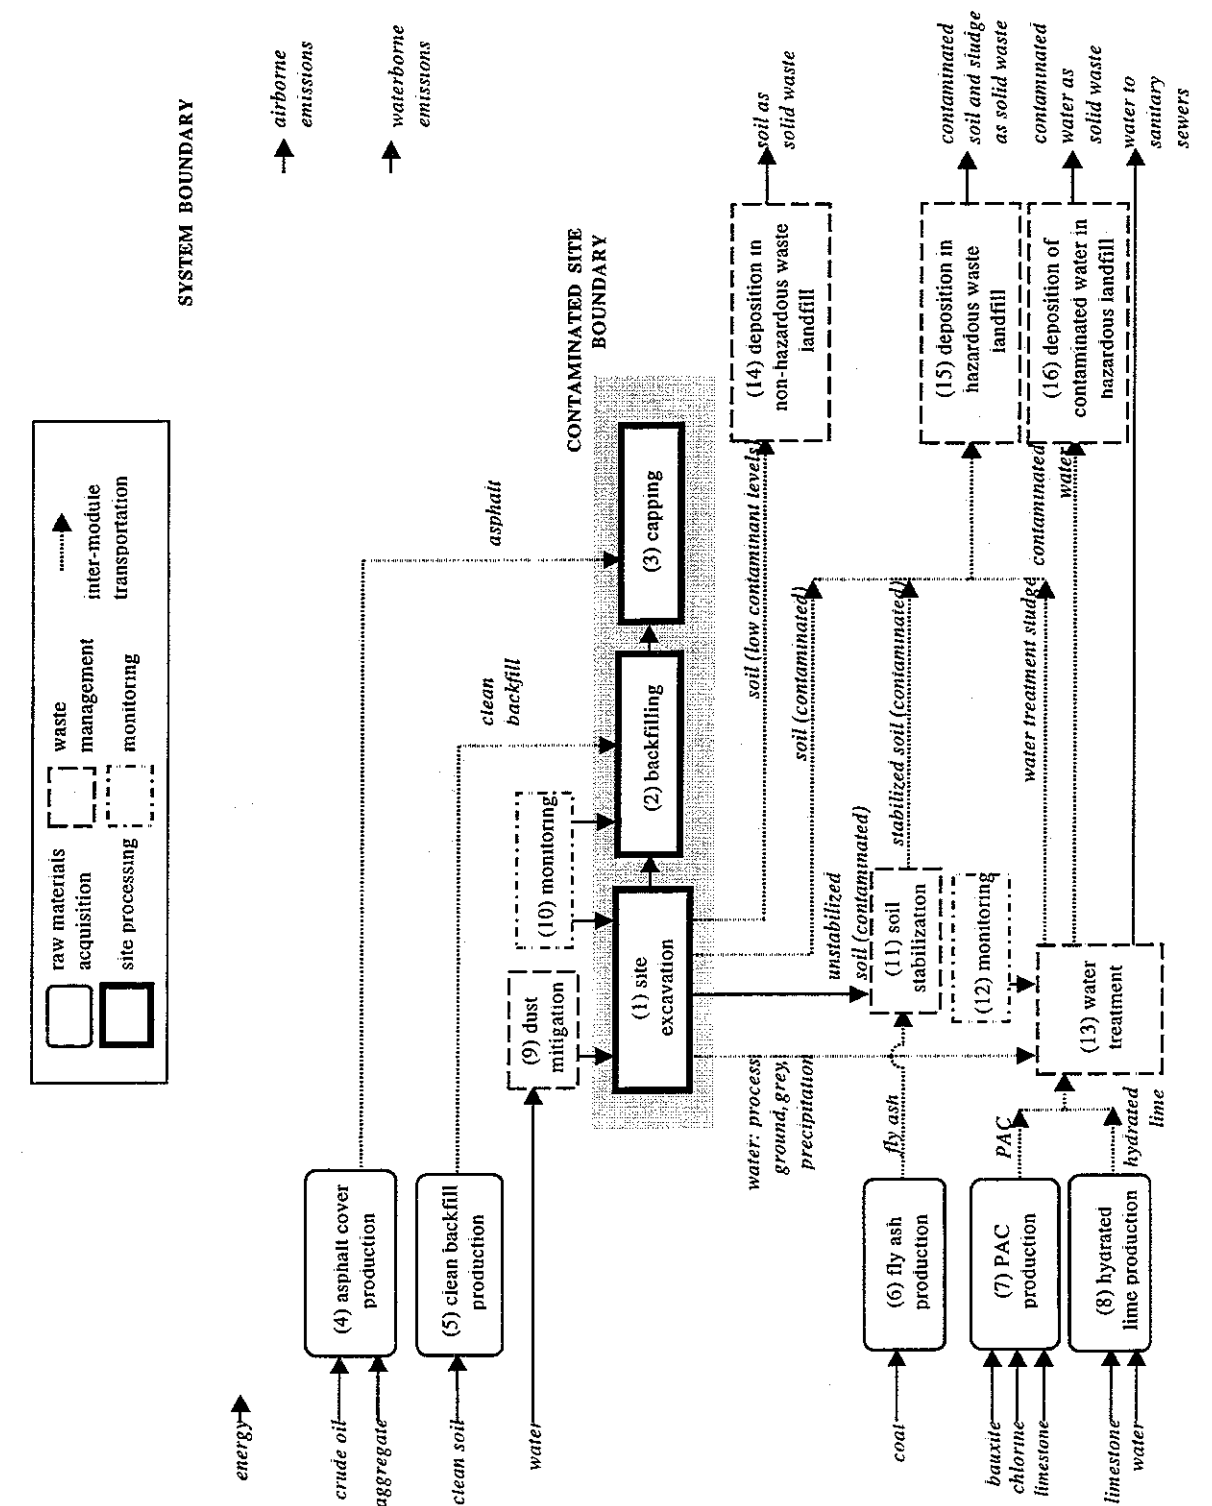 raw materials
acquisition
site processing
waste
management
monitoring
inter-module
transportation
SYSTEM BOUNDARY
energy
airborne
emissions
waterborne
emissions
crude oil
aggregate
(4) asphalt cover
production
asphalt
clean soil
(5) clean backfill
production
clean
backfill
water
(9) dust
mitigation
(10) monitoring
CONTAMINATED SITE
BOUNDARY
(1) site
excavation
(2) backfilling
(3) capping
soil (low contaminant levels)
(14) deposition in
non-hazardous waste
landfill
soil as
solid waste
soil (contaminated)
unstabilized
soil (contaminated)
water: process
ground, grey,
precipitation
coal
(6) fly ash
production
fly ash
(11) soil
stabilization
stabilized soil (contaminated)
(15) deposition in
hazardous waste
landfill
contaminated
soil and sludge
as solid waste
bauxite
chlorine
limestone
(7) PAC
production
PAC
(12) monitoring
water treatment sludge
limestone
water
(8) hydrated
lime production
hydrated
lime
(13) water
treatment
contaminated
water
(16) deposition of
contaminated water in
hazardous landfill
contaminated
water as
solid waste
water to
sanitary
sewers